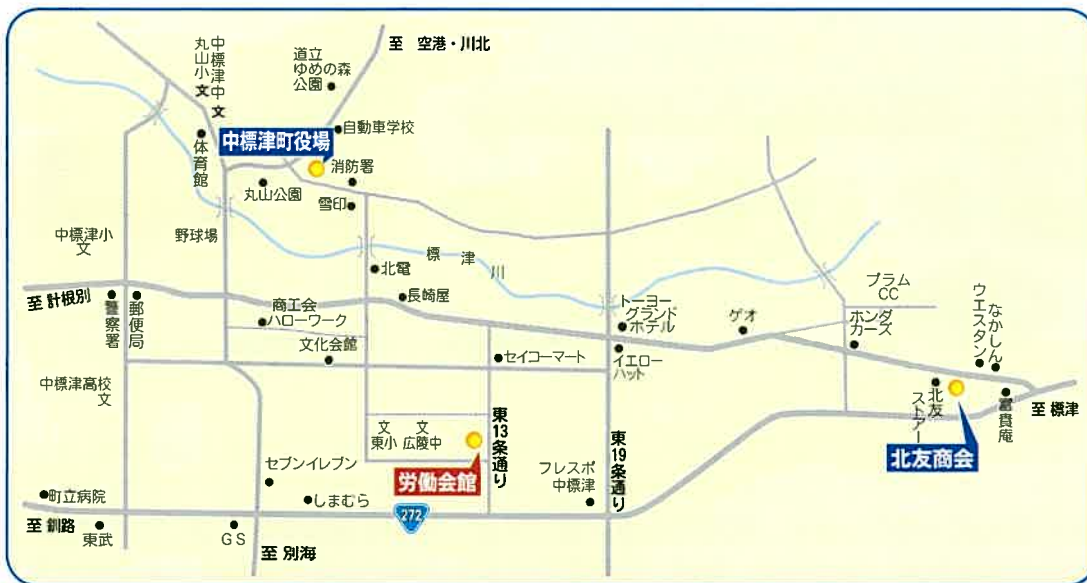 至 空港・川北
中標津中
文
丸山小
文
道立
ゆめの森
公園
自動車学校
中標津町役場
体育館
消防署
丸山公園
雪印
中標津小
文
野球場
標津川
北電
至 計根別
長崎屋
警察署
郵便局
商工会
ハローワーク
文化会館
トーヨー
グランド
ホテル
ゲオ
プラム
CC
ホンダ
カーズ
ウエスタン
なかしん
セイコーマート
イエロー
ハット
中標津高校
文
北友
ストアー
富貴庵
至 標津
文 文
東小 広陵中
東13条通り
東19条通り
北友商会
労働会館
セブンイレブン
しまむら
フレスポ
中標津
町立病院
272
至 釧路
東武
GS
至 別海